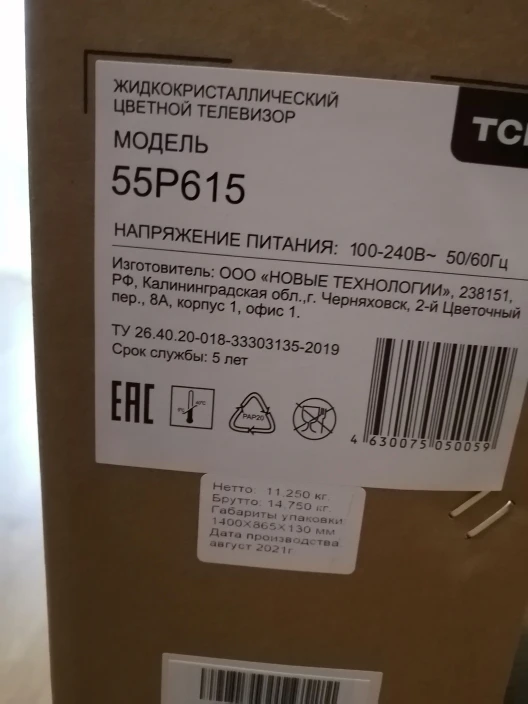 ЖИДКОКРИСТАЛЛИЧЕСКИЙ
ЦВЕТНОЙ ТЕЛЕВИЗОР
TCL
МОДЕЛЬ
55P615
НАПРЯЖЕНИЕ ПИТАНИЯ: 100-240В~ 50/60Гц
Изготовитель: ООО «НОВЫЕ ТЕХНОЛОГИИ», 238151,
РФ, Калининградская обл.,г. Черняховск, 2-й Цветочный
пер., 8А, корпус 1, офис 1.
ТУ 26.40.20-018-33303135-2019
Срок службы: 5 лет
EAC
PAP20
4 630075 050059
Нетто: 11.250 кг.
Брутто: 14.750 кг.
Габариты упаковки:
1400X865X130 мм
Дата производства:
август 2021г